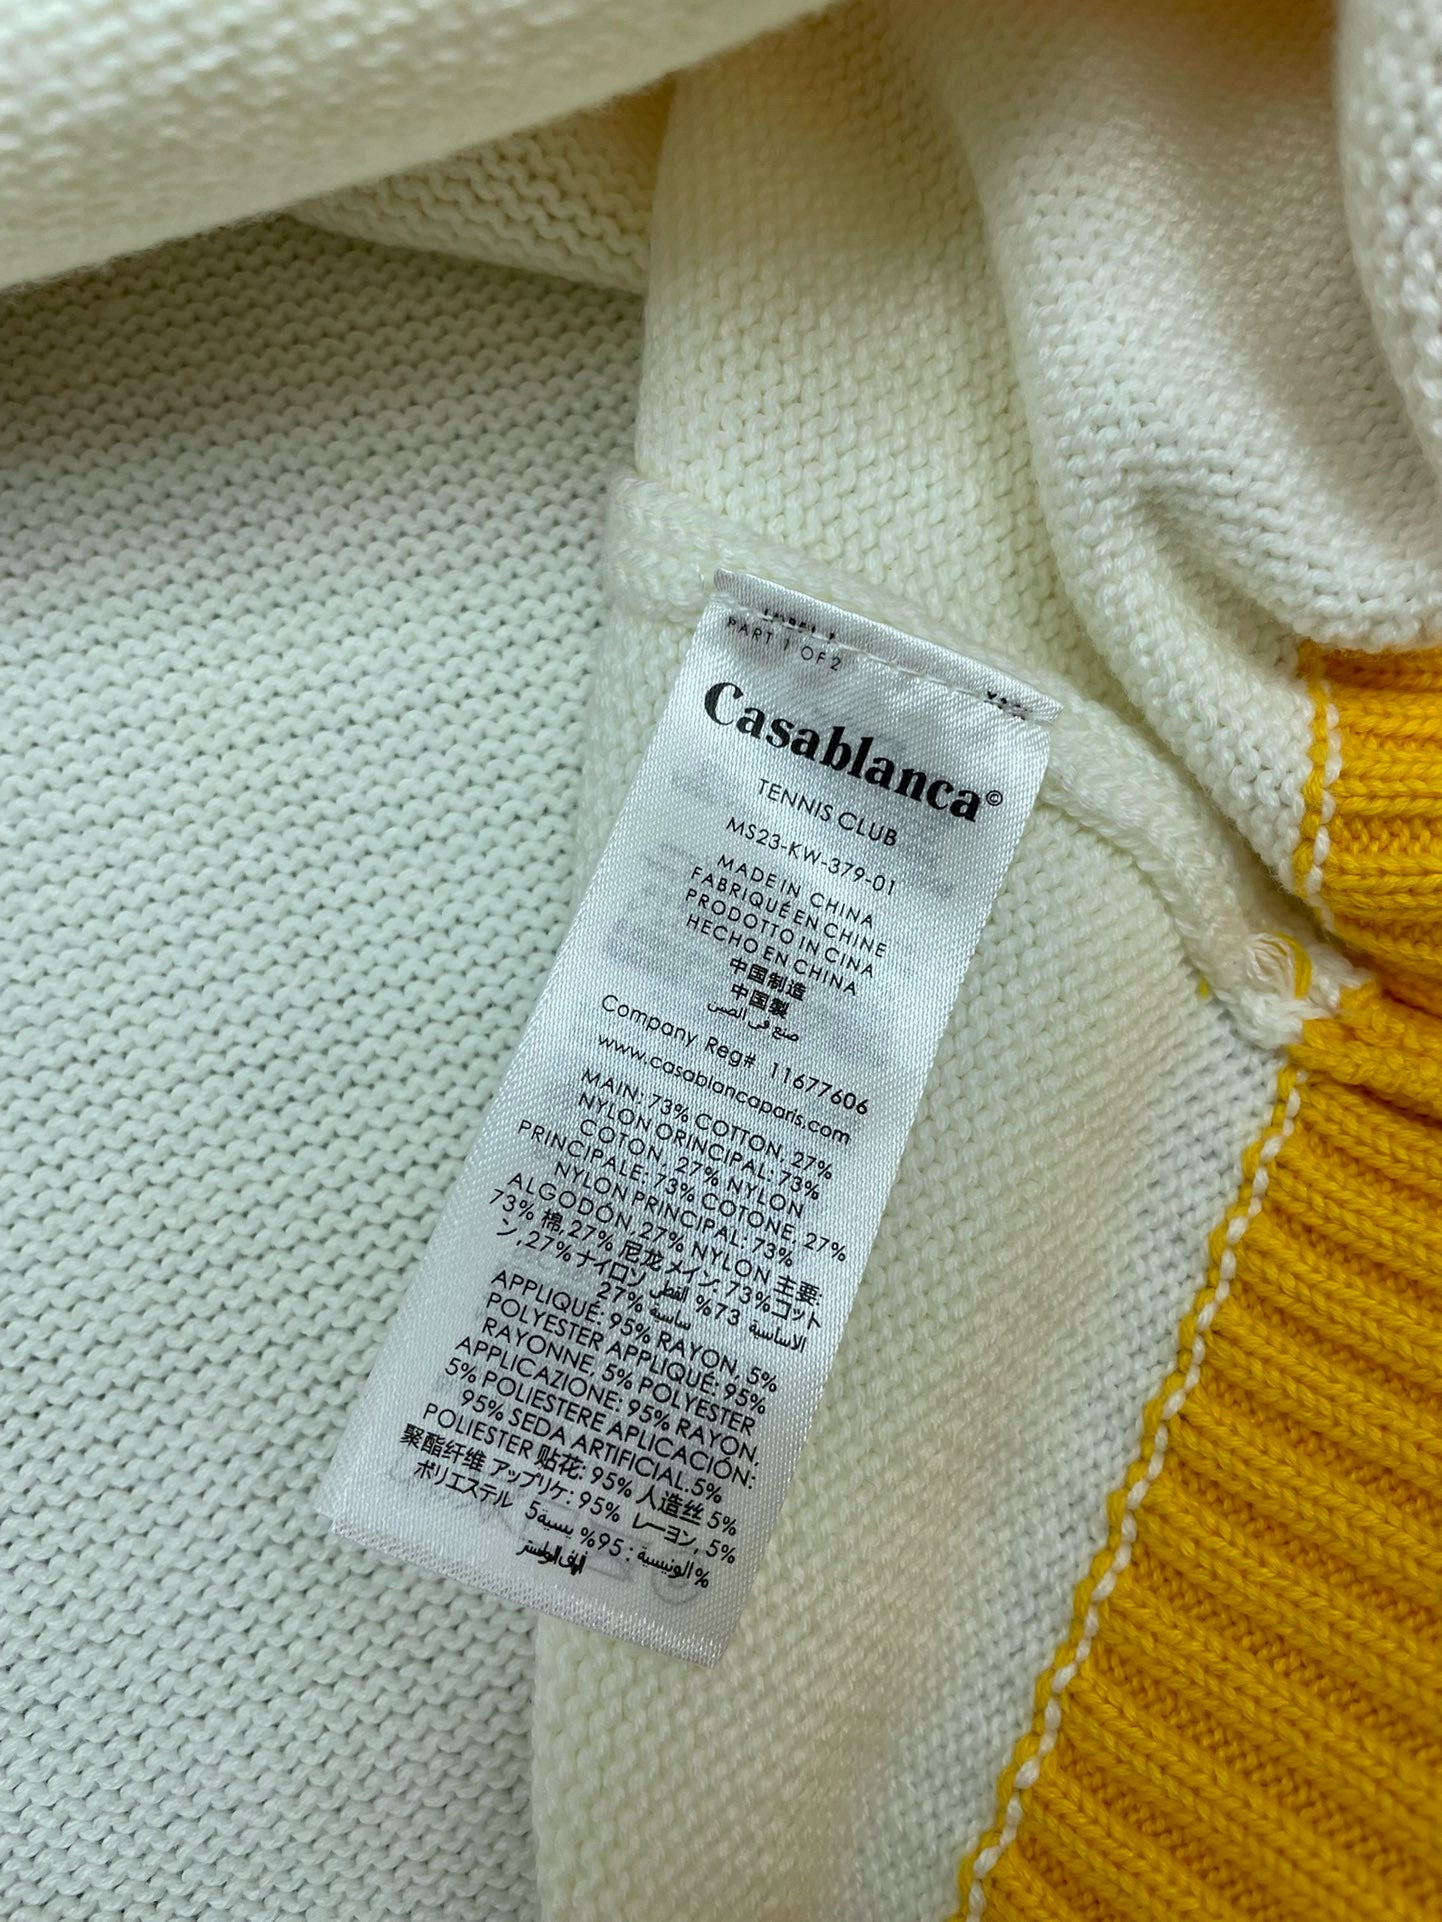 PART 1 OF 2
Casablanca©
TENNIS CLUB
MS23-KW-379-01
MADE IN CHINA
FABRIQUÉ EN CHINE
PRODOTTO IN CINA
HECHO EN CHINA
中国制造
中国製
صنع في الصين
Company Reg# 11677606
www.casablancaparis.com
MAIN: 73% COTTON, 27%
NYLON ORINCIPAL: 73%
COTON, 27% NYLON
PRINCIPALE: 73% COTONE, 27%
NYLON PRINCIPAL: 73%
ALGODÓN, 27% NYLON 主要:
73% 棉, 27% 尼龙 メイン: 73%コット
ン, 27% ナイロン
الاساسية 73% القطن
27% ساسية
APPLIQUÉ: 95% RAYON, 5%
POLYESTER APPLIQUÉ: 95%
RAYONNE, 5% POLYESTER
APPLICAZIONE: 95% RAYON,
5% POLIESTERE APLICACIÓN:
95% SEDA ARTIFICIAL.5%
POLIESTER 贴花: 95% 人造丝 5%
聚酯纤维 アップリケ: 95% レーヨン, 5%
ポリエステル